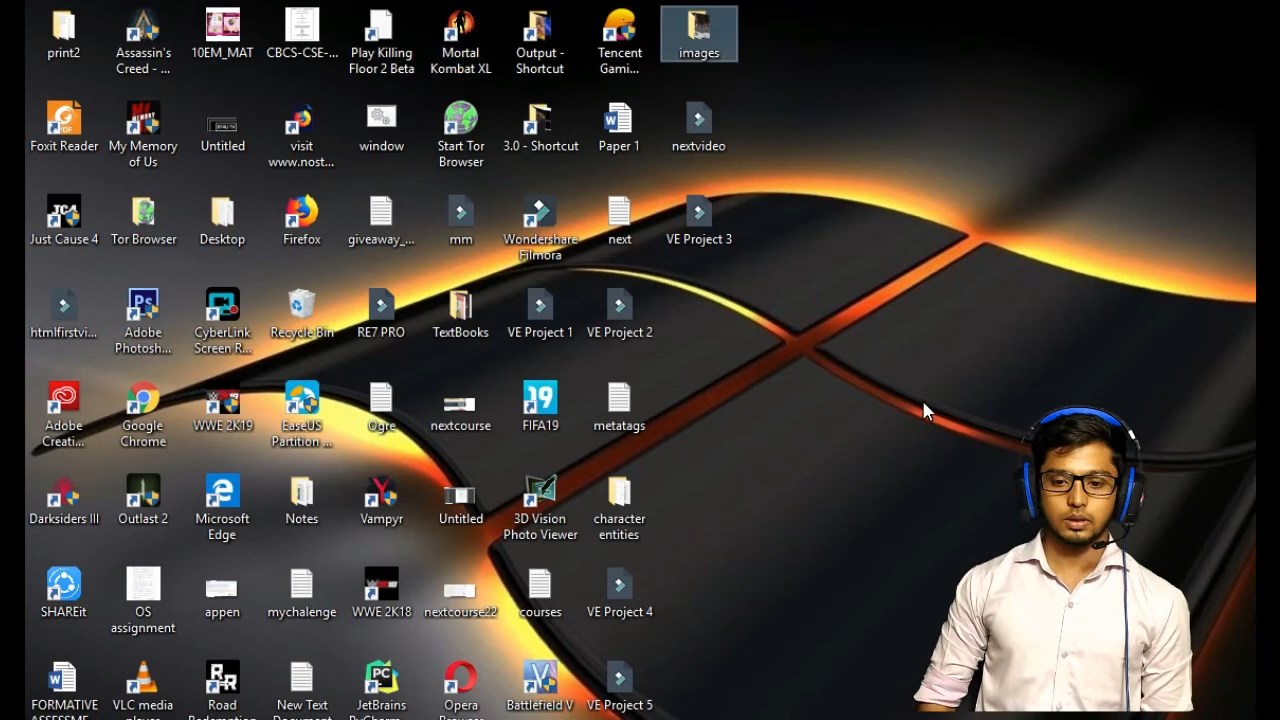 print2
Assassin's
Creed - ...
10EM_MAT
CBCS-CSE-...
Play Killing
Floor 2 Beta
Mortal
Kombat XL
Output -
Shortcut
Tencent
Gami...
images
Foxit Reader
My Memory
of Us
Untitled
visit
www.nost...
window
Start Tor
Browser
3.0 - Shortcut
Paper 1
nextvideo
Just Cause 4
Tor Browser
Desktop
Firefox
giveaway_...
mm
Wondershare
Filmora
next
VE Project 3
htmlfirstvi...
Adobe
Photosh...
CyberLink
Screen R...
Recycle Bin
RE7 PRO
TextBooks
VE Project 1
VE Project 2
Adobe
Creati...
Google
Chrome
WWE 2K19
EaseUS
Partition ...
Ogre
nextcourse
FIFA19
metatags
Darksiders III
Outlast 2
Microsoft
Edge
Notes
Vampyr
Untitled
3D Vision
Photo Viewer
character
entities
SHAREit
OS
assignment
appen
mychalenge
WWE 2K18
nextcourse22
courses
VE Project 4
FORMATIVE
VLC media
Road
New Text
JetBrains
Opera
Battlefield V
VE Project 5